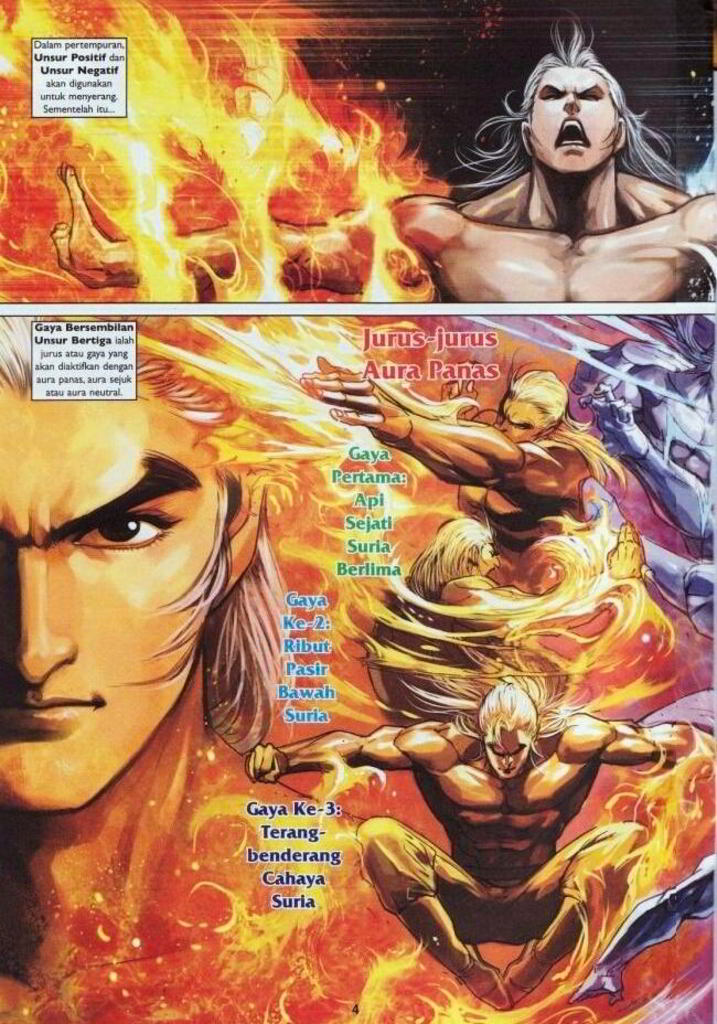 Dalam pertempuran,
Unsur Positif dan
Unsur Negatif
akan digunakan
untuk menyerang.
Sementelah itu...
Gaya Bersembilan
Unsur Bertiga ialah
jurus atau gaya yang
akan diaktifkan dengan
aura panas, aura sejuk
atau aura neutral.
Jurus-jurus
Aura Panas
Gaya
Pertama:
Api
Sejati
Suria
Berlima
Gaya
Ke-2:
Ribut
Pasir
Bawah
Suria
Gaya Ke-3:
Terang-
benderang
Cahaya
Suria
4